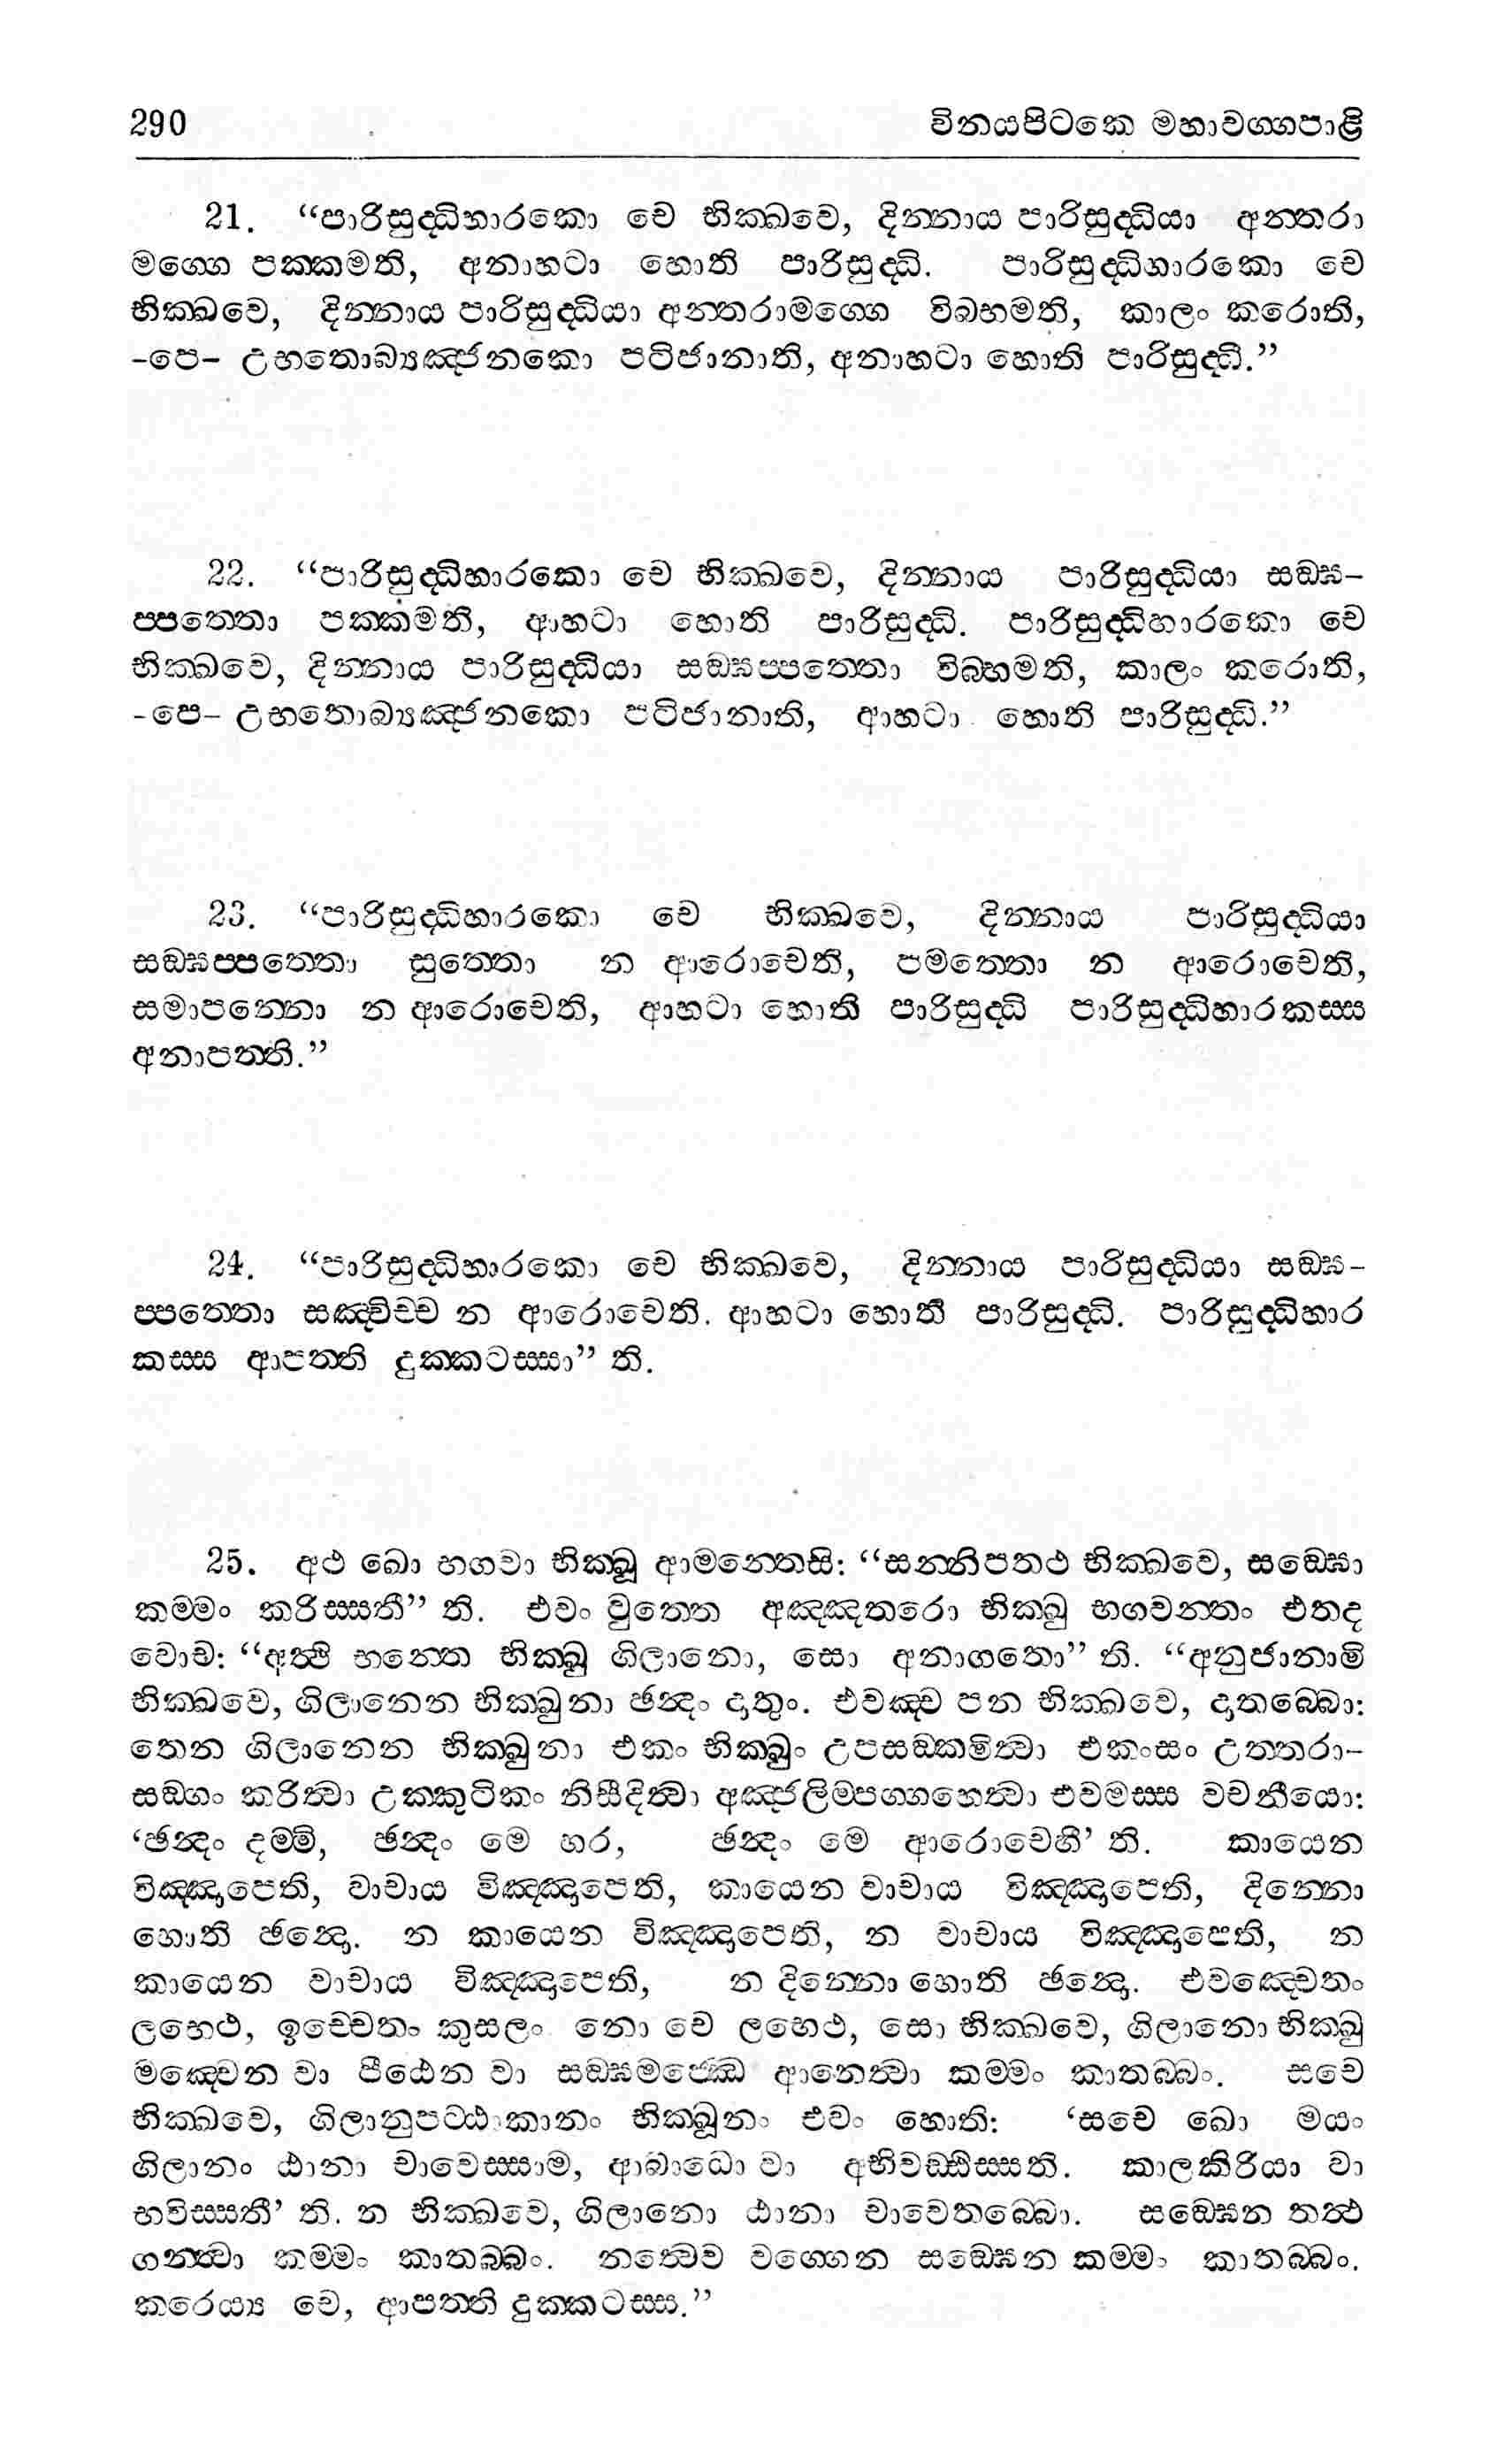 290 විනයපිටකෙ මහාවග්ගපාළි
21. “පාරිසුද්ධිහාරකො චෙ භික්ඛවෙ, දින්නාය පාරිසුද්ධියා අන්තරා
මග්ගෙ පක්කමති, අනාහටා හොති පාරිසුද්ධි. පාරිසුද්ධිහාරකො චෙ
භික්ඛවෙ, දින්නාය පාරිසුද්ධියා අන්තරාමග්ගෙ විබ්භමති, කාලං කරොති,
-පෙ- උභතොබ්‍යඤ්ජනකො පටිජානාති, අනාහටා හොති පාරිසුද්ධි.”
22. “පාරිසුද්ධිහාරකො චෙ භික්ඛවෙ, දින්නාය පාරිසුද්ධියා සඞ්ඝ-
ප්පත්තො පක්කමති, ආහටා හොති පාරිසුද්ධි. පාරිසුද්ධිහාරකො චෙ
භික්ඛවෙ, දින්නාය පාරිසුද්ධියා සඞ්ඝප්පත්තො විබ්භමති, කාලං කරොති,
-පෙ- උභතොබ්‍යඤ්ජනකො පටිජානාති, ආහටා හොති පාරිසුද්ධි.”
23. “පාරිසුද්ධිහාරකො චෙ භික්ඛවෙ, දින්නාය පාරිසුද්ධියා
සඞ්ඝප්පත්තො සුත්තො න ආරොචෙති, පමත්තො න ආරොචෙති,
සමාපන්නො න ආරොචෙති, ආහටා හොති පාරිසුද්ධි පාරිසුද්ධිහාරකස්ස
අනාපත්ති.”
24. “පාරිසුද්ධිහාරකො චෙ භික්ඛවෙ, දින්නාය පාරිසුද්ධියා සඞ්ඝ-
ප්පත්තො සඤ්චිච්ච න ආරොචෙති. ආහටා හොති පාරිසුද්ධි. පාරිසුද්ධිහාර
කස්ස ආපත්ති දුක්කටස්සා” ති.
25. අථ ඛො භගවා භික්ඛූ ආමන්තෙසි: “සන්නිපතථ භික්ඛවෙ, සඞ්ඝො
කම්මං කරිස්සතී” ති. එවං වුත්තෙ අඤ්ඤතරො භික්ඛු භගවන්තං එතද
වොච: “අත්ථි භන්තෙ භික්ඛු ගිලානො, සො අනාගතො” ති. “අනුජානාමි
භික්ඛවෙ, ගිලානෙන භික්ඛුනා ඡන්දං දාතුං. එවඤ්ච පන භික්ඛවෙ, දාතබ්බො:
තෙන ගිලානෙන භික්ඛුනා එකං භික්ඛුං උපසඞ්කමිත්වා එකංසං උත්තරා-
සඞ්ගං කරිත්වා උක්කුටිකං නිසීදිත්වා අඤ්ජලිම්පග්ගහෙත්වා එවමස්ස වචනීයො:
‘ඡන්දං දම්මි, ඡන්දං මෙ හර, ඡන්දං මෙ ආරොචෙහී’ ති. කායෙන
විඤ්ඤාපෙති, වාචාය විඤ්ඤාපෙති, කායෙන වාචාය විඤ්ඤාපෙති, දින්නො
හොති ඡන්දො. න කායෙන විඤ්ඤාපෙති, න වාචාය විඤ්ඤාපෙති, න
කායෙන වාචාය විඤ්ඤාපෙති, න දින්නො හොති ඡන්දො. එවඤ්චෙතං
ලභෙථ, ඉච්චෙතං කුසලං නො චෙ ලභෙථ, සො භික්ඛවෙ, ගිලානො භික්ඛු
මඤ්චෙන වා පීඨෙන වා සඞ්ඝමජ්ඣෙ ආනෙත්වා කම්මං කාතබ්බං. සචෙ
භික්ඛවෙ, ගිලානුපට්ඨාකානං භික්ඛූනං එවං හොති: ‘සචෙ ඛො මයං
ගිලානං ඨානා චාවෙස්සාම, ආබාධො වා අභිවඩ්ඪිස්සති. කාලකිරියා වා
භවිස්සතී’ ති. න භික්ඛවෙ, ගිලානො ඨානා චාවෙතබ්බො. සඞ්ඝෙන තත්ථ
ගන්ත්වා කම්මං කාතබ්බං. නත්වෙව වග්ගෙන සඞ්ඝෙන කම්මං කාතබ්බං.
කරෙය්‍ය චෙ, ආපත්ති දුක්කටස්ස.”